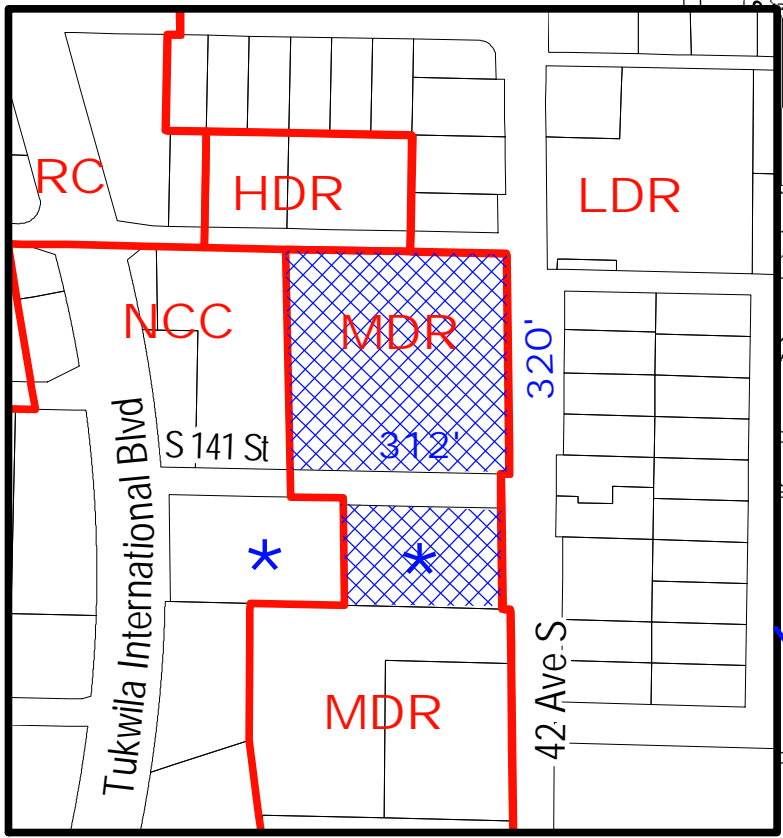 RC
HDR
LDR
NCC
MDR
320'
S 141 St
312'
*
*
Tukwila International Blvd
42 Ave S
MDR